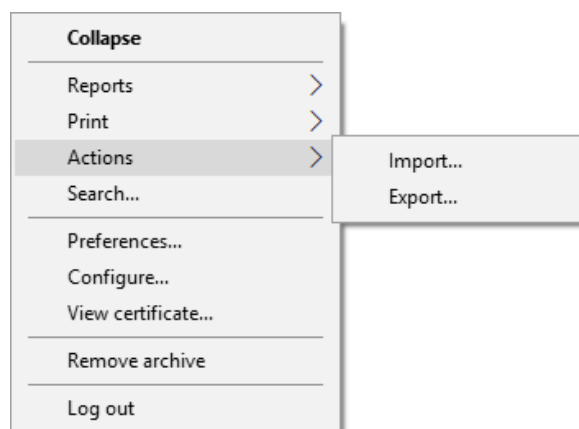 Collapse
Reports
Print
Actions
Import...
Export...
Search...
Preferences...
Configure...
View certificate...
Remove archive
Log out